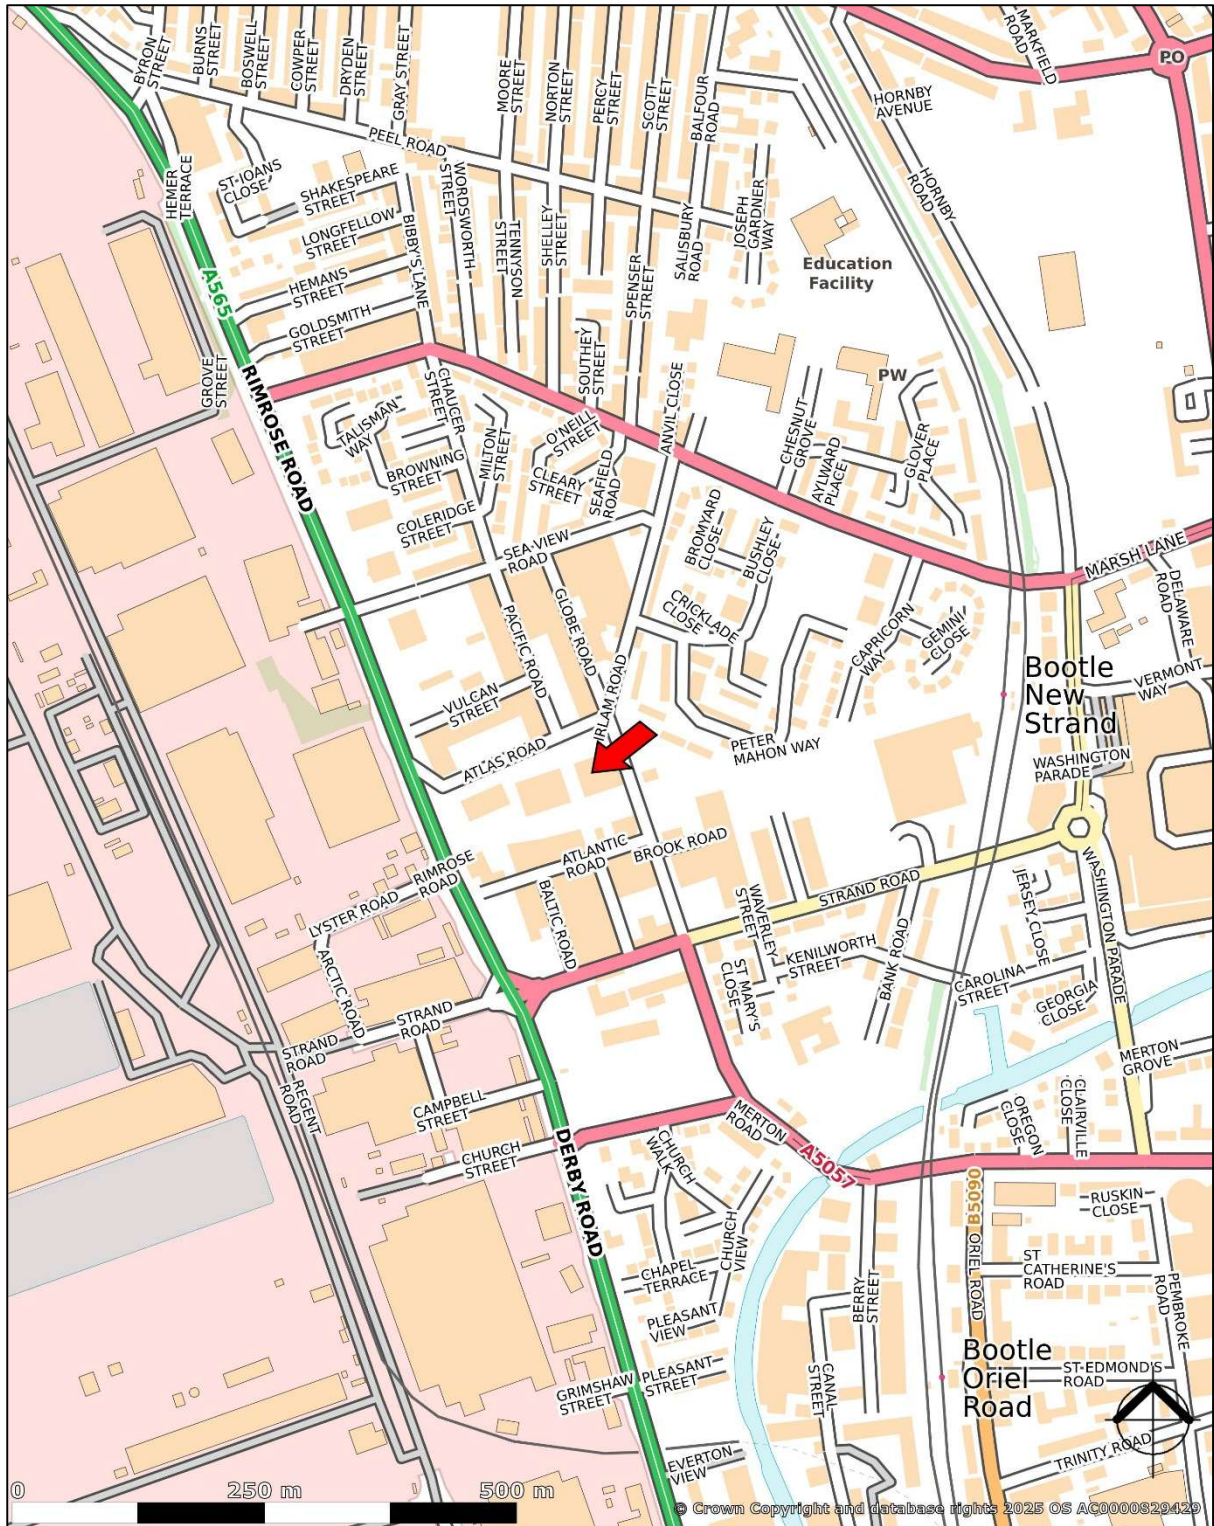 BYRON
STREET
BURNS
STREET
BOSWELL
STREET
COWPER
STREET
DRYDEN
STREET
GRAY STREET
MOORE
STREET
NORTON
STREET
PERCY
STREET
SCOTT
STREET
BALFOUR
ROAD
HORNBY
AVENUE
MARKFIELD
ROAD
PO
PEEL ROAD
HEMER
TERRACE
ST IOANS
CLOSE
SHAKESPEARE
STREET
LONGFELLOW
STREET
HEMANS
STREET
GOLDSMITH
STREET
BIBBY'S LANE
WORDSWORTH
STREET
TENNYSON
STREET
SHELLEY
STREET
SPENSER
STREET
SALISBURY
ROAD
JOSEPH
GARDNER
WAY
HORNBY
ROAD
Education
Facility
A565
GROVE
STREET
RIMROSE ROAD
TALISMAN
WAY
CHAUCER
STREET
BROWNING
STREET
MILTON
STREET
COLERIDGE
STREET
SOUTHEY
STREET
O'NEILL
STREET
CLEARY
STREET
SEAFIELD
ROAD
ANVIL CLOSE
PW
CHESTNUT
GROVE
AYLWARD
PLACE
GLOVER
PLACE
SEA VIEW
ROAD
BROMYARD
CLOSE
BUSHLEY
CLOSE
CRICKLADE
CLOSE
CAPRICORN
WAY
GEMINI
CLOSE
MARSH LANE
DELAWARE
ROAD
VERMONT
WAY
Bootle
New
Strand
WASHINGTON
PARADE
PACIFIC ROAD
GLOBE ROAD
IRLAM ROAD
VULCAN
STREET
ATLAS ROAD
PETER
MAHON WAY
ATLANTIC
ROAD
BROOK ROAD
BALTIC ROAD
RIMROSE
ROAD
LYSTER ROAD
ARCTIC ROAD
STRAND
ROAD
STRAND
ROAD
REGENT
ROAD
STRAND ROAD
WAVERLEY
STREET
KENILWORTH
STREET
ST MARY'S
CLOSE
BANK ROAD
CAROLINA
STREET
JERSEY CLOSE
GEORGIA
CLOSE
WASHINGTON PARADE
MERTON
GROVE
CAMPBELL
STREET
CHURCH
STREET
DERBY ROAD
MERTON
ROAD
A5057
OREGON
CLOSE
CLAIRVILLE
CLOSE
CHURCH
WALK
CHURCH
VIEW
CHAPEL
TERRACE
PLEASANT
VIEW
GRIMSHAW
STREET
PLEASANT
STREET
EVERTON
VIEW
BERRY
STREET
CANAL
STREET
B5090
ORIEL ROAD
RUSKIN
CLOSE
ST
CATHERINE'S
ROAD
PEMBROKE
ROAD
Bootle
Oriel
Road
ST EDMOND'S
ROAD
TRINITY ROAD
0 250 m 500 m
© Crown Copyright and database rights 2025 OS AC0000829429